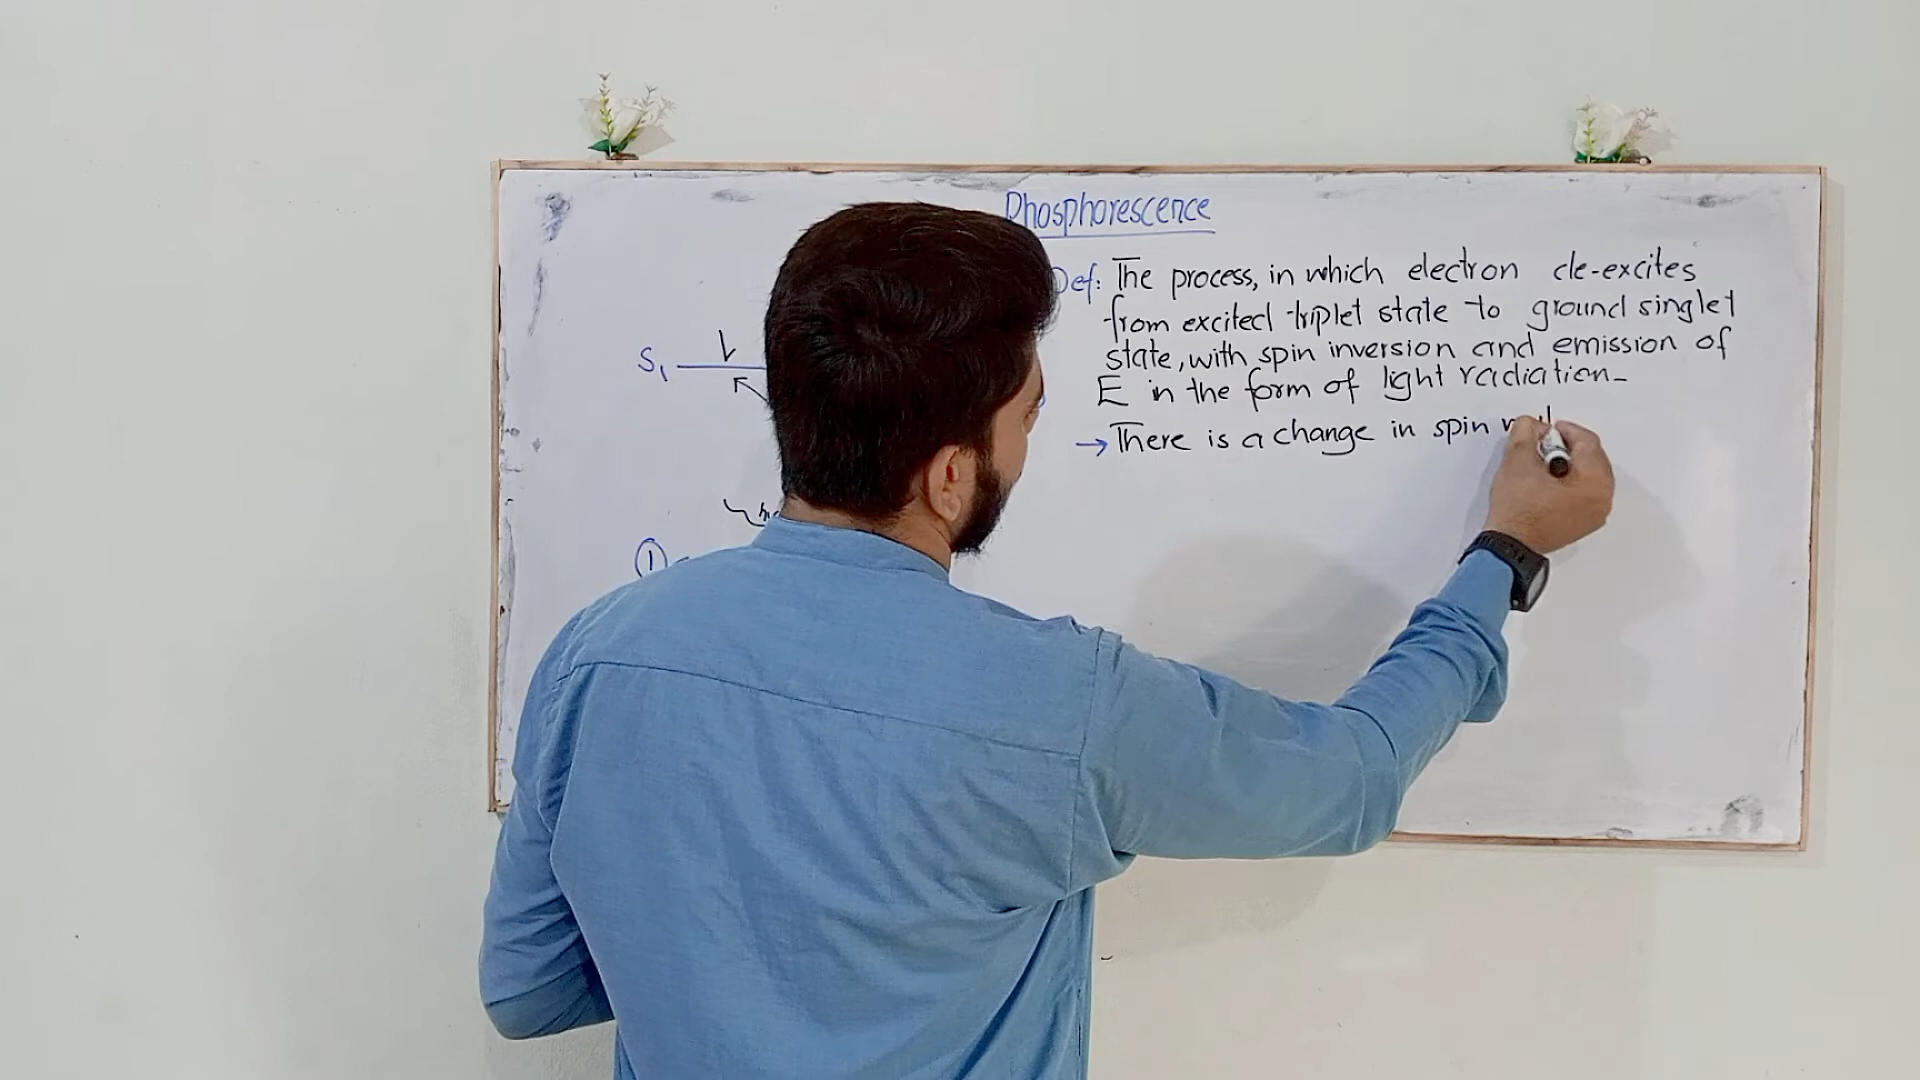 Phosphorescence
Def: The process, in which electron de-excites
from excited triplet state to ground singlet
state, with spin inversion and emission of
E in the form of light radiation-
→ There is a change in spin
S₁
①